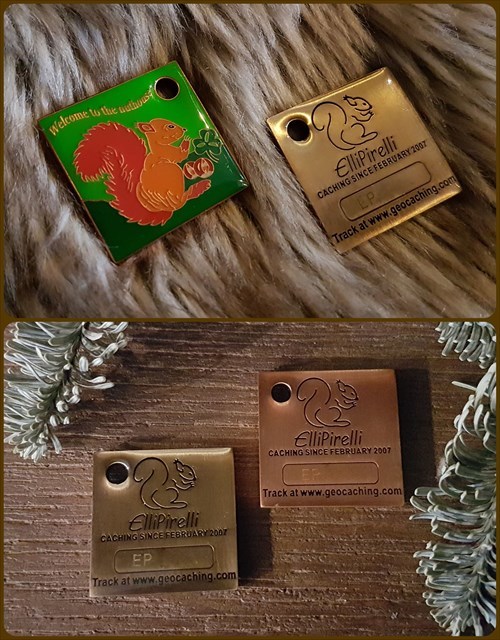 Welcome to the nuthouse!
ElliPirelli
CACHING SINCE FEBRUARY 2007
EP
Track at www.geocaching.com
ElliPirelli
CACHING SINCE FEBRUARY 2007
EP
Track at www.geocaching.com
ElliPirelli
CACHING SINCE FEBRUARY 2007
EP
Track at www.geocaching.com